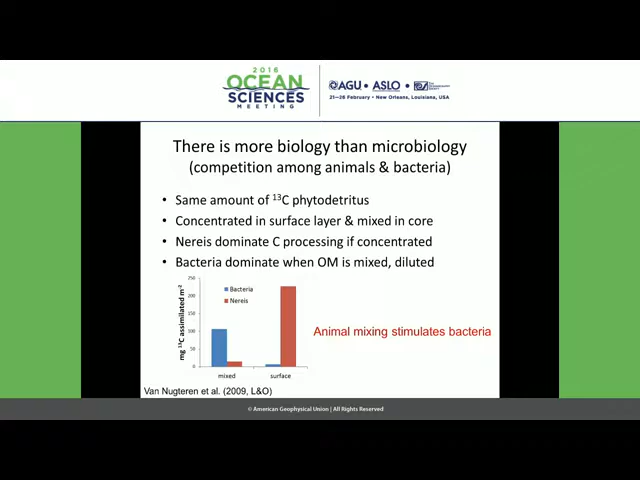 2016
OCEAN
SCIENCES
MEETING
AGU • ASLO •
21–26 February • New Orleans, Louisiana, USA
There is more biology than microbiology
(competition among animals & bacteria)
• Same amount of ¹³C phytodetritus
• Concentrated in surface layer & mixed in core
• Nereis dominate C processing if concentrated
• Bacteria dominate when OM is mixed, diluted
mg ¹³C assimilated m⁻²
250
200
150
100
50
0
Bacteria
Nereis
mixed
surface
Animal mixing stimulates bacteria
Van Nugteren et al. (2009, L&O)
© American Geophysical Union | All Rights Reserved